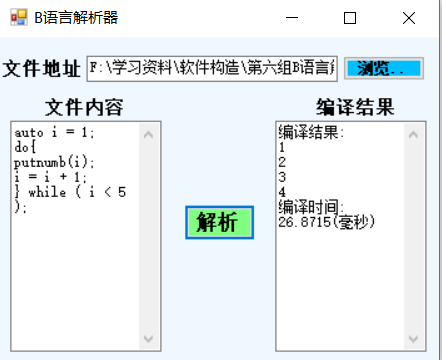 B语言解析器
文件地址 F:\学习资料\软件构造\第六组B语言 浏览..
文件内容
auto i = 1;
do{
putnumb(i);
i = i + 1;
} while ( i < 5
);
解析
编译结果
编译结果:
1
2
3
4
编译时间:
26.8715(毫秒)